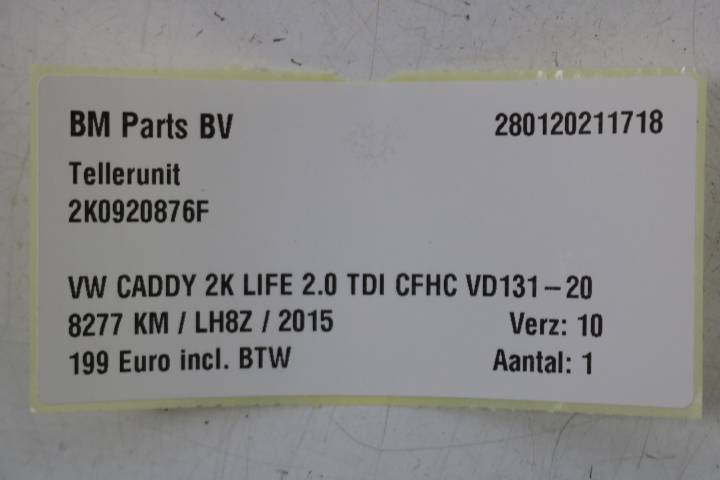 BM Parts BV 280120211718
Tellerunit
2K0920876F
VW CADDY 2K LIFE 2.0 TDI CFHC VD131-20
8277 KM / LH8Z / 2015 Verz: 10
199 Euro incl. BTW Aantal: 1